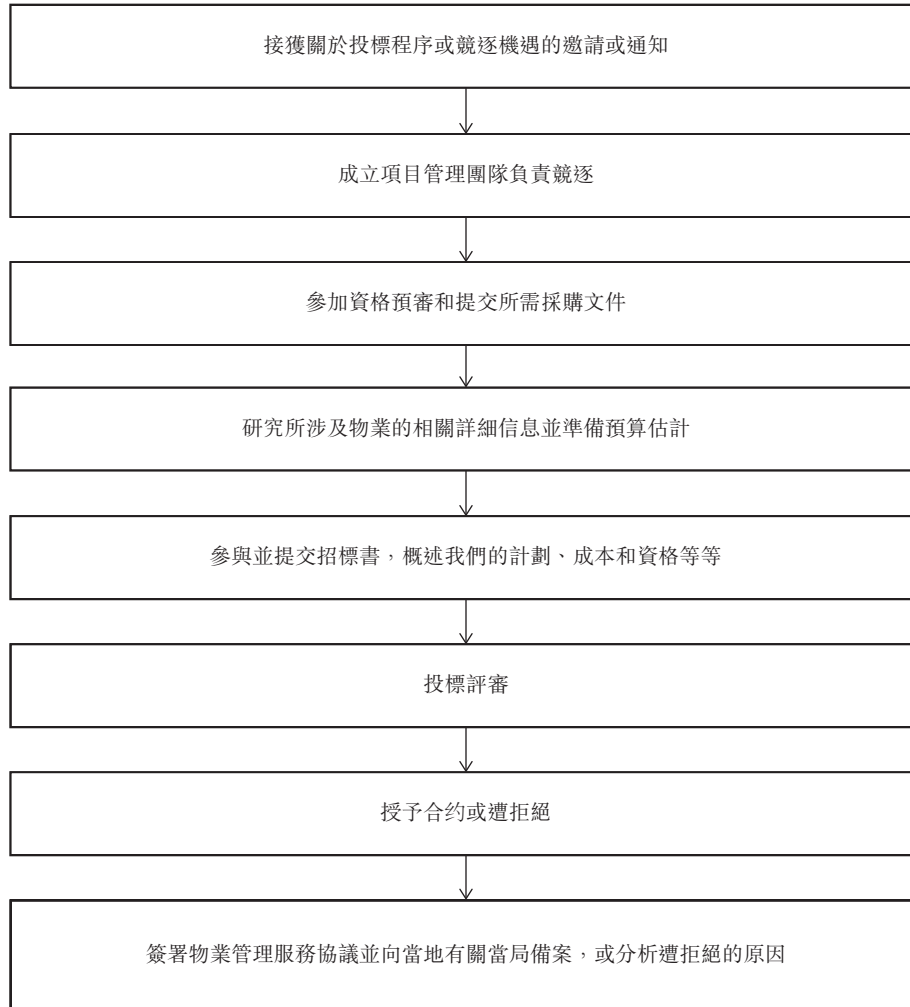 接獲關於投標程序或競逐機遇的邀請或通知
成立項目管理團隊負責競逐
參加資格預審和提交所需採購文件
研究所涉及物業的相關詳細信息並準備預算估計
參與並提交招標書，概述我們的計劃、成本和資格等等
投標評審
授予合约或遭拒絕
簽署物業管理服務協議並向當地有關當局備案，或分析遭拒絕的原因